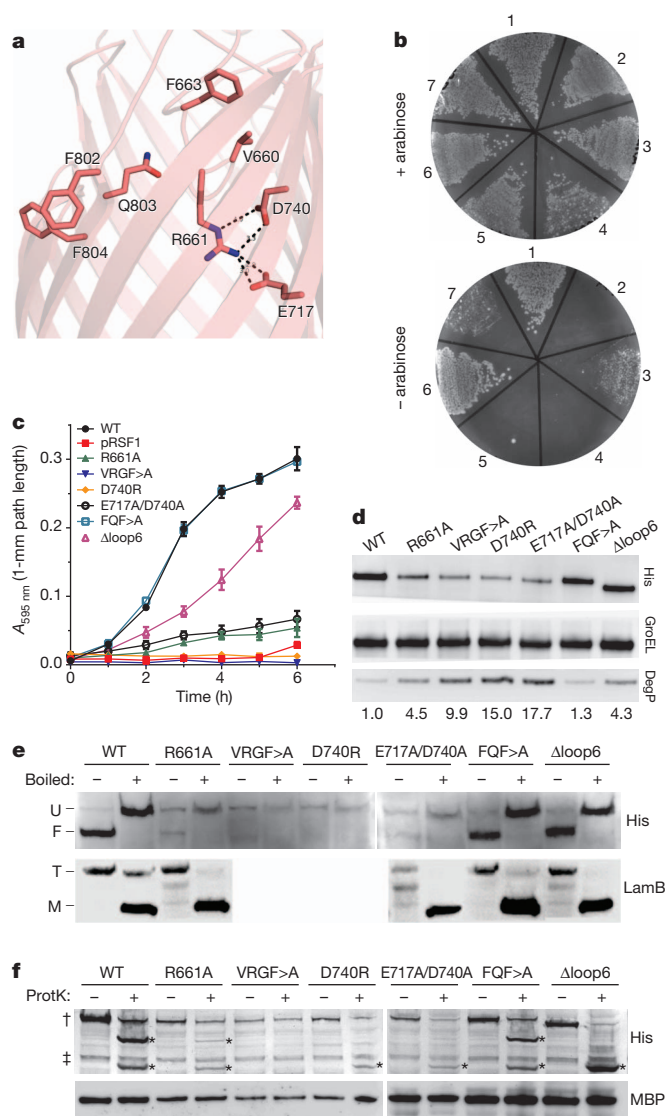 a
F663
F802
V660
Q803
D740
R661
F804
E717
b
1
2
3
4
5
6
7
+ arabinose
1
2
3
4
5
6
7
– arabinose
c
WT
pRSF1
R661A
VRGF>A
D740R
E717A/D740A
FQF>A
Δloop6
A595 nm (1-mm path length)
0.3
0.2
0.1
0.0
0 2 4 6
Time (h)
d
WT R661A VRGF>A D740R E717A/D740A FQF>A Δloop6
His
GroEL
DegP
1.0 4.5 9.9 15.0 17.7 1.3 4.3
e
WT R661A VRGF>A D740R E717A/D740A FQF>A Δloop6
Boiled: – + – + – + – + – + – + – +
U
F
His
T
M
LamB
f
WT R661A VRGF>A D740R E717A/D740A FQF>A Δloop6
ProtK: – + – + – + – + – + – + – +
†
‡
* * * * * * * * *
His
MBP